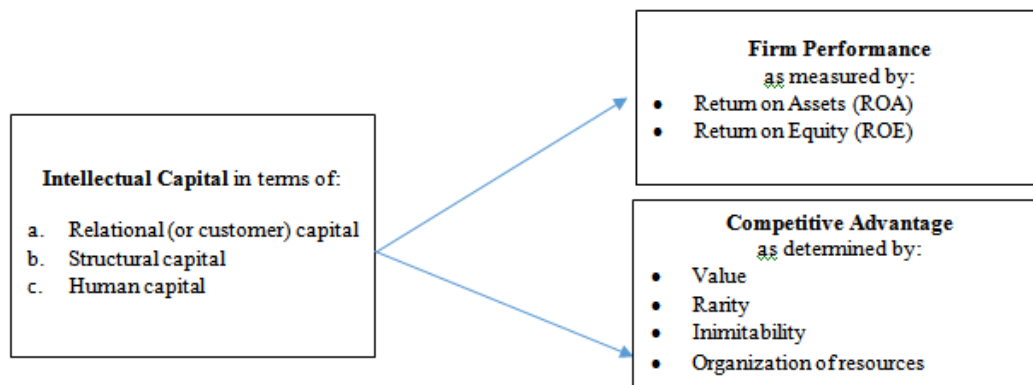 Intellectual Capital in terms of:
a. Relational (or customer) capital
b. Structural capital
c. Human capital
Firm Performance
as measured by:
• Return on Assets (ROA)
• Return on Equity (ROE)
Competitive Advantage
as determined by:
• Value
• Rarity
• Inimitability
• Organization of resources